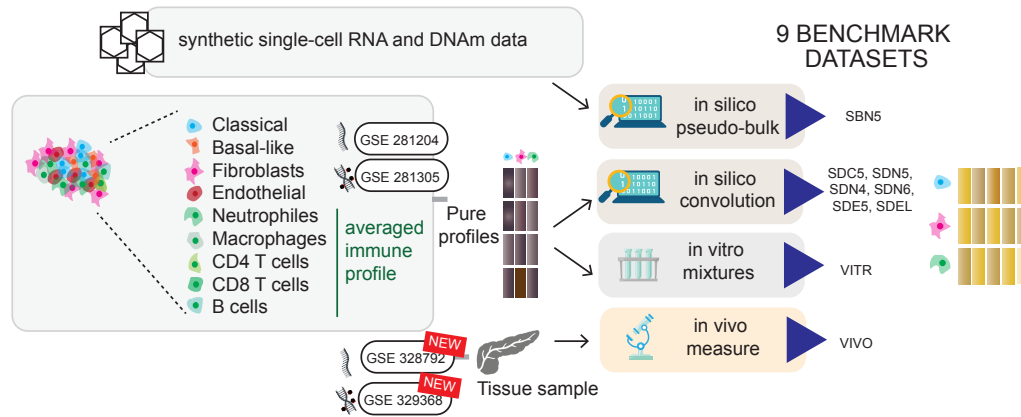 synthetic single-cell RNA and DNAm data
9 BENCHMARK
DATASETS
Classical
Basal-like
Fibroblasts
Endothelial
Neutrophiles
Macrophages
CD4 T cells
CD8 T cells
B cells
averaged
immune
profile
GSE 281204
GSE 281305
Pure
profiles
in silico
pseudo-bulk
SBN5
in silico
convolution
SDC5, SDN5,
SDN4, SDN6,
SDE5, SDEL
in vitro
mixtures
VITR
in vivo
measure
VIVO
GSE 328792
NEW
GSE 329368
NEW
Tissue sample